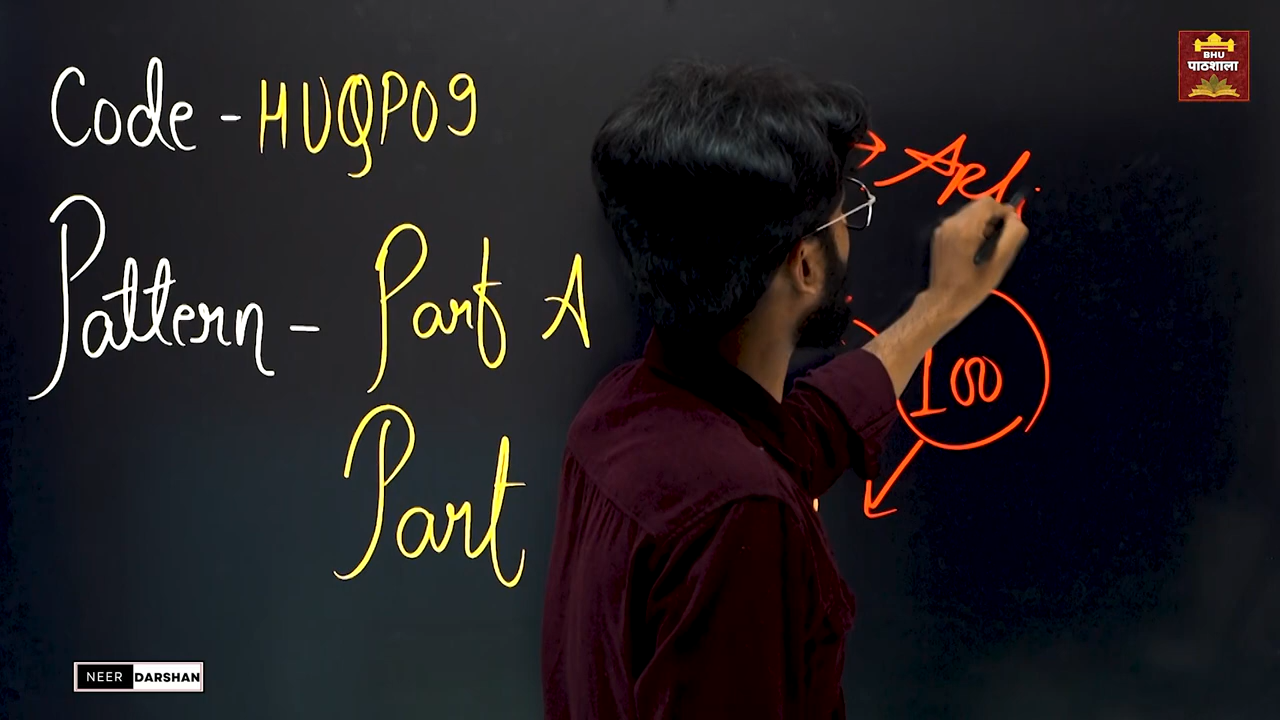 Code - HUQP09
BHU
पाठशाला
Pattern - Part A
100
Part
NEER DARSHAN